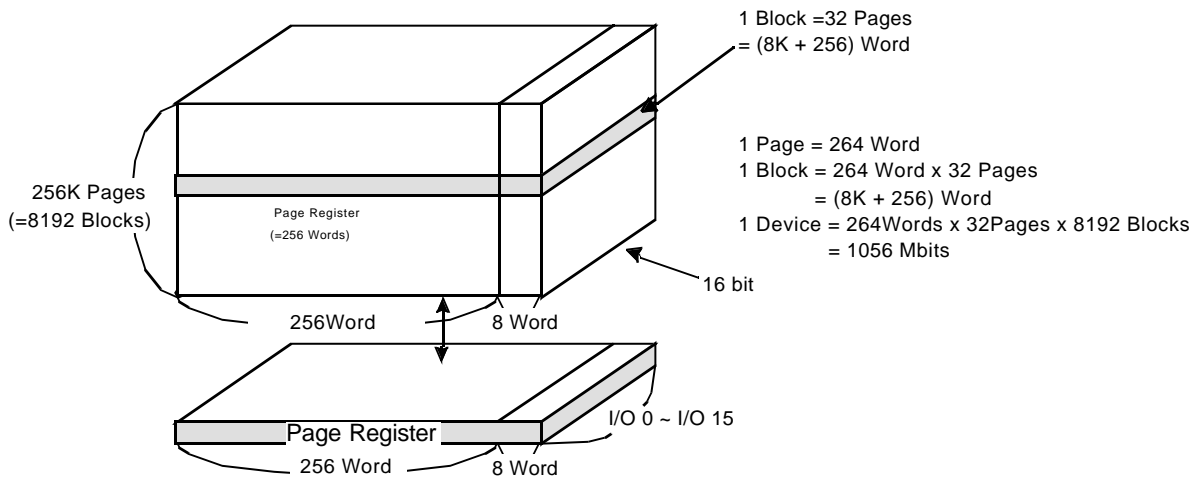 1 Block =32 Pages
= (8K + 256) Word
1 Page = 264 Word
1 Block = 264 Word x 32 Pages
= (8K + 256) Word
1 Device = 264Words x 32Pages x 8192 Blocks
= 1056 Mbits
256K Pages
(=8192 Blocks)
Page Register
(=256 Words)
16 bit
256Word
8 Word
I/O 0 ~ I/O 15
Page Register
256 Word
8 Word